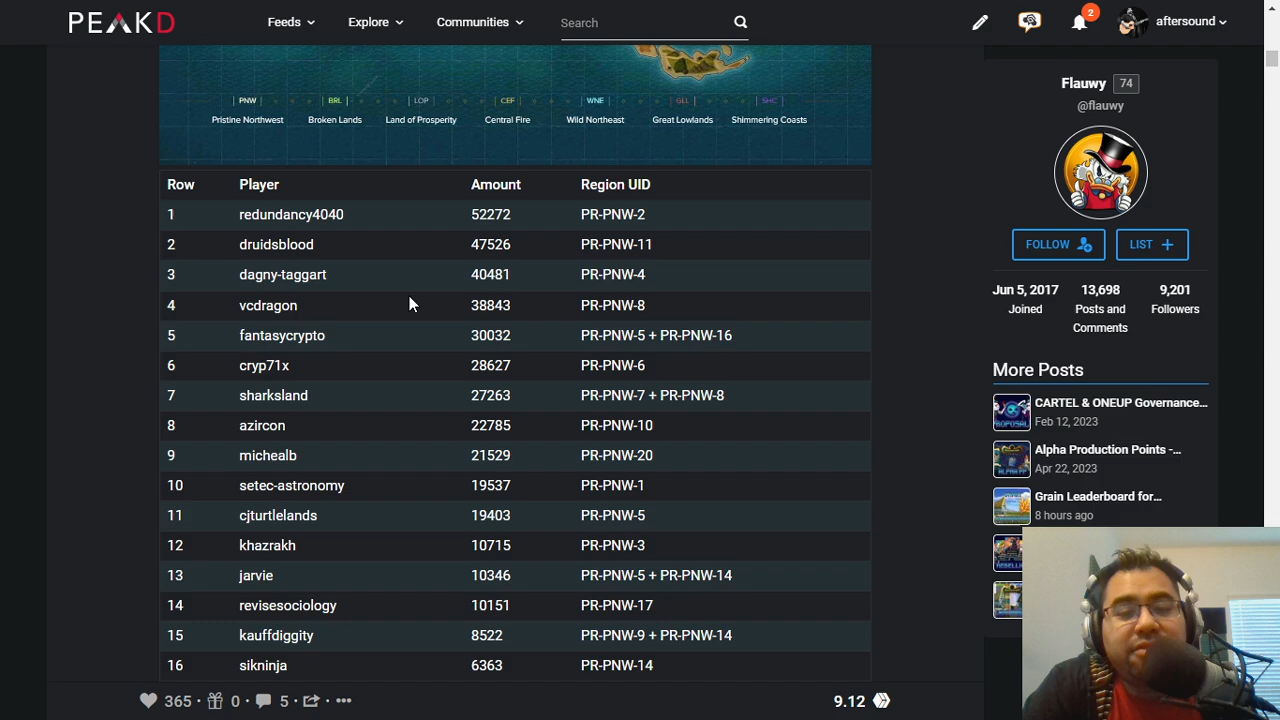 PEAKD Feeds Explore Communities Search 2 aftersound
PNW BRL LOP CEF WNE GLL SHC
Pristine Northwest Broken Lands Land of Prosperity Central Fire Wild Northeast Great Lowlands Shimmering Coasts
Row Player Amount Region UID
1 redundancy4040 52272 PR-PNW-2
2 druidsblood 47526 PR-PNW-11
3 dagny-taggart 40481 PR-PNW-4
4 vcdragon 38843 PR-PNW-8
5 fantasycrypto 30032 PR-PNW-5 + PR-PNW-16
6 cryp71x 28627 PR-PNW-6
7 sharksland 27263 PR-PNW-7 + PR-PNW-8
8 azircon 22785 PR-PNW-10
9 michealb 21529 PR-PNW-20
10 setec-astronomy 19537 PR-PNW-1
11 cjturtlelands 19403 PR-PNW-5
12 khazrakh 10715 PR-PNW-3
13 jarvie 10346 PR-PNW-5 + PR-PNW-14
14 revisesociology 10151 PR-PNW-17
15 kauffdiggity 8522 PR-PNW-9 + PR-PNW-14
16 sikninja 6363 PR-PNW-14
365 · 0 · 5 · · 9.12
Flauwy 74
@flauwy
FOLLOW LIST
Jun 5, 2017 13,698 9,201
Joined Posts and Followers
Comments
More Posts
CARTEL & ONEUP Governance...
Feb 12, 2023
Alpha Production Points -...
Apr 22, 2023
Grain Leaderboard for...
8 hours ago